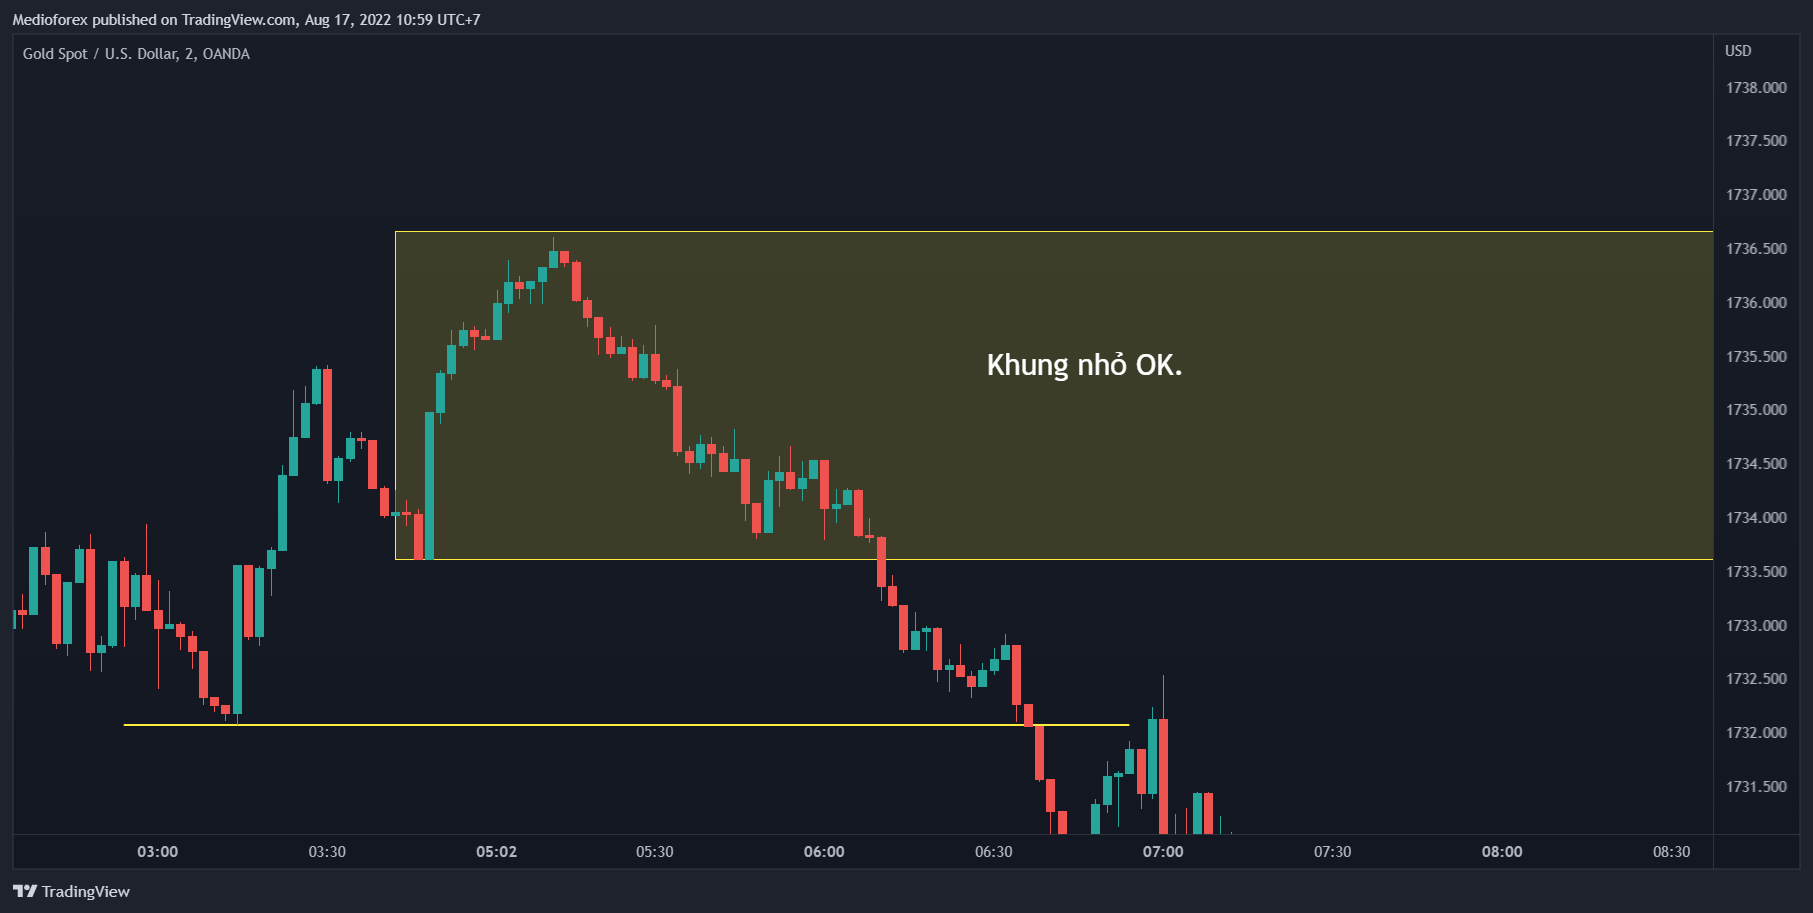 Medioforex published on TradingView.com, Aug 17, 2022 10:59 UTC+7
Gold Spot / U.S. Dollar, 2, OANDA
USD
1738.000
1737.500
1737.000
1736.500
1736.000
1735.500
Khung nhỏ OK.
1735.000
1734.500
1734.000
1733.500
1733.000
1732.500
1732.000
1731.500
03:00 03:30 05:02 05:30 06:00 06:30 07:00 07:30 08:00 08:30
TradingView